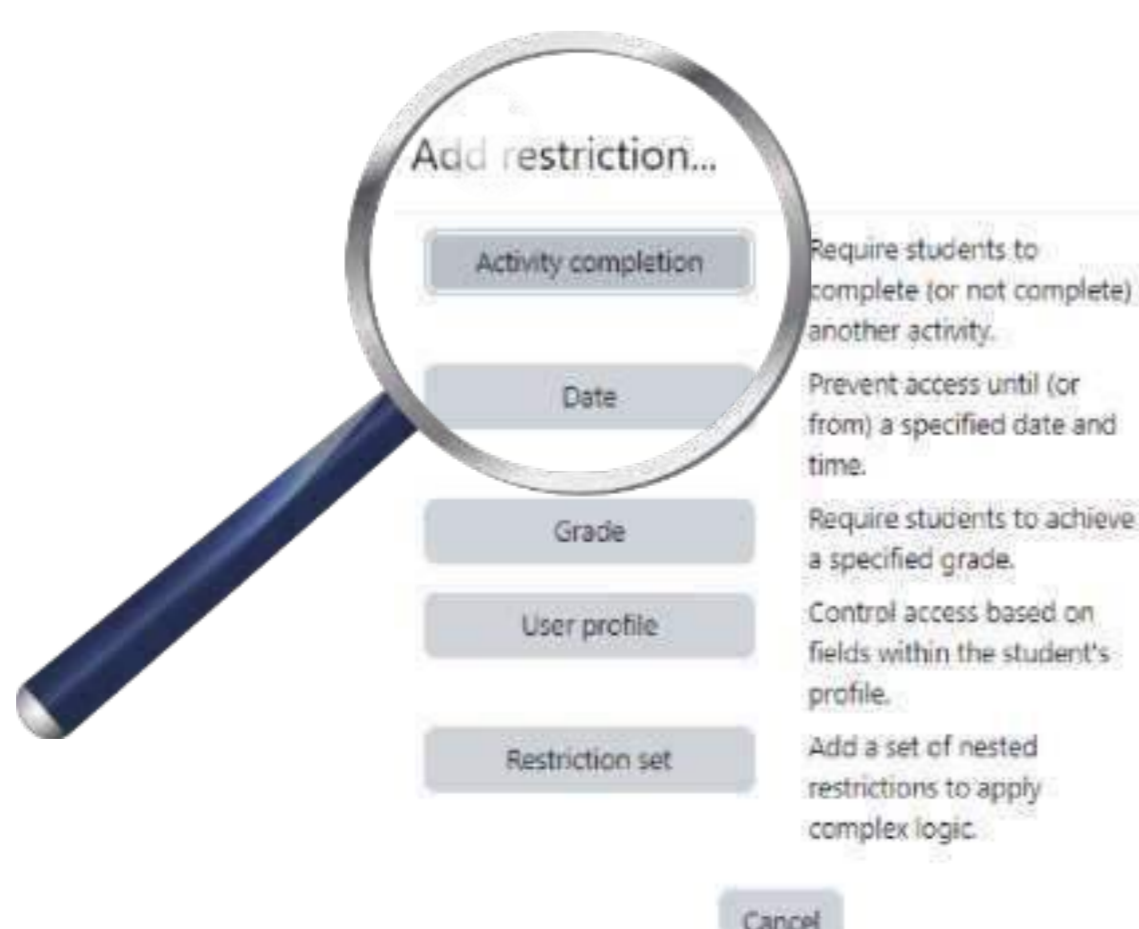 Add restriction...
Activity completion
Require students to
complete (or not complete)
another activity.
Date
Prevent access until (or
from) a specified date and
time.
Grade
Require students to achieve
a specified grade.
User profile
Control access based on
fields within the student's
profile.
Restriction set
Add a set of nested
restrictions to apply
complex logic.
Cancel